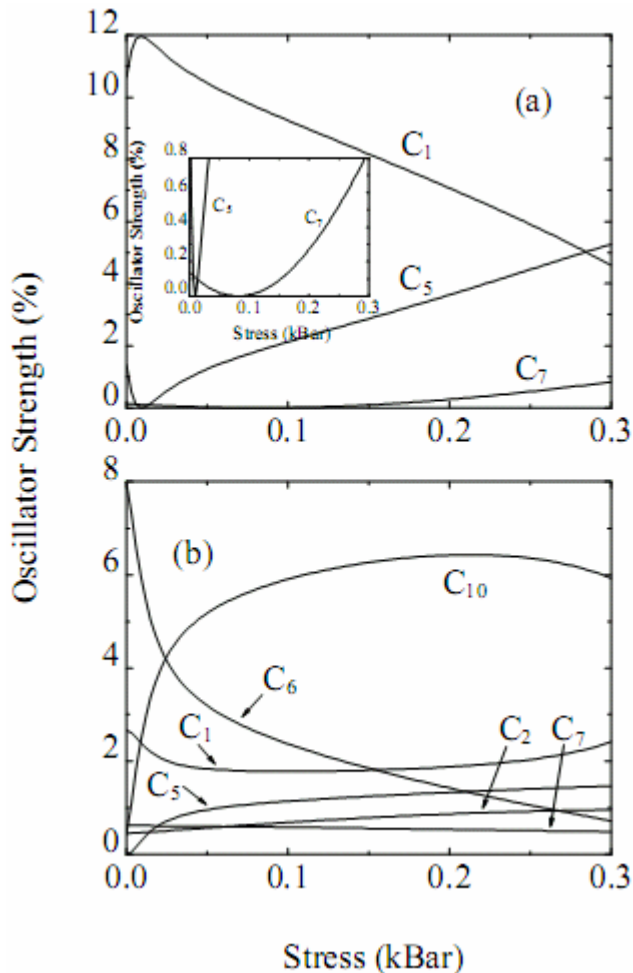 12
10
8
6
4
2
0
0.0 0.1 0.2 0.3
(a)
C1
C5
C7
Oscillator Strength (%)
0.8
0.6
0.4
0.2
0.0
0.0 0.1 0.2 0.3
Stress (kBar)
C5
C7
Oscillator Strength (%)
8
6
4
2
0
0.0 0.1 0.2 0.3
(b)
C10
C6
C1
C2
C7
C5
Stress (kBar)